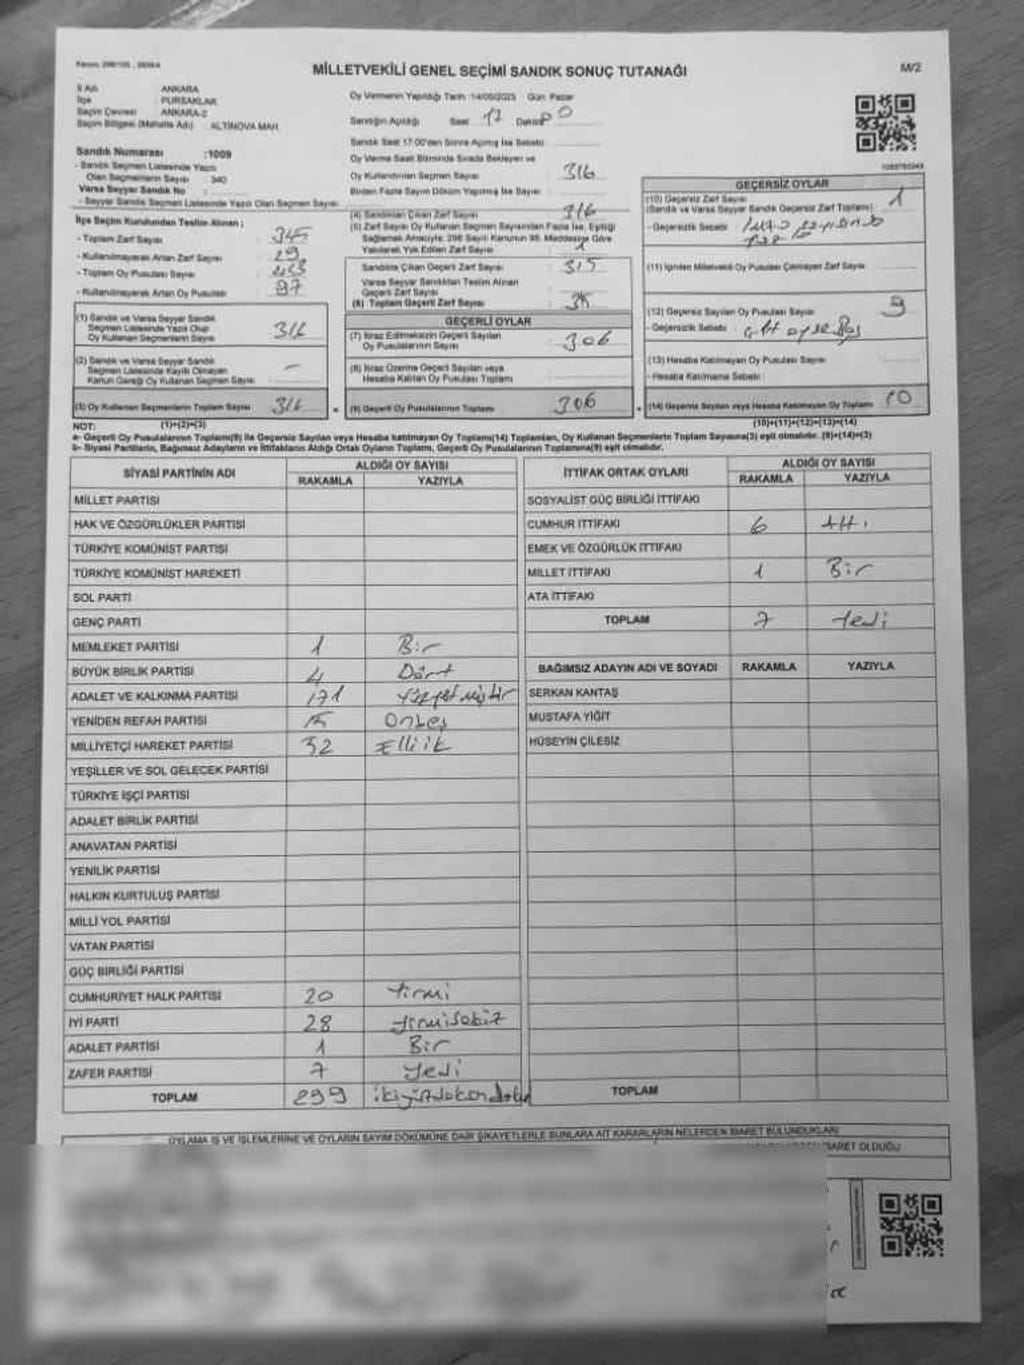 MİLLETVEKİLİ GENEL SEÇİMİ SANDIK SONUÇ TUTANAĞI
M/2
İl Adı : ANKARA
İlçe : PURSAKLAR
Seçim Çevresi : ANKARA-2
Seçim Bölgesi (Mahalle Adı) : ALTINOVA MAH.
Oy Vermenin Yapıldığı Tarih :14/05/2023 Gün: Pazar
Sandığın Açıldığı Saat 17 Dakika
Sandık Saat 17:00'den Sonra Açılmış İse Sebebi :
Sandık Numarası :1009
- Sandık Seçmen Listesinde Yazılı
Olan Seçmenlerin Sayısı : 340
Varsa Seyyar Sandık No :
- Seyyar Sandık Listesinde Yazılı Olan Seçmen Sayısı :
Oy Verme Saati Bitiminde Sırada Bekleyen ve
Oy Kullandırılan Seçmen Sayısı : 316
Birden Fazla Sayım Döküm Yapılmış İse Sayısı :
İlçe Seçim Kurulundan Teslim Alınan ;
- Toplam Zarf Sayısı : 345
- Kullanılmayarak Artan Zarf Sayısı : 29
- Toplam Oy Pusulası Sayısı :
- Kullanılmayarak Artan Oy Pusulası :
(4) Sandıktan Çıkan Zarf Sayısı : 316
(5) Zarf Sayısı Oy Kullanan Seçmen Sayısından Fazla İse, Eşitliği
Sağlamak Amacıyla, 298 Sayılı Kanunun 98. Maddesine Göre
Yakılarak Yok Edilen Zarf Sayısı :
Sandıkta Çıkan Geçerli Zarf Sayısı : 315
Varsa Seyyar Sandıktan Teslim Alınan
Geçerli Zarf Sayısı :
(6) Toplam Geçerli Zarf Sayısı :
GEÇERSİZ OYLAR
(10) Geçersiz Zarf Sayısı 1
(Sandık ve Varsa Seyyar Sandık Geçersiz Zarf Toplamı)
- Geçersizlik Sebebi :
(11) İçinden Milletvekili Oy Pusulası Çıkmayan Zarf Sayısı :
(12) Geçersiz Sayılan Oy Pusulası Sayısı : 9
- Geçersizlik Sebebi :
(13) Hesaba Katılmayan Oy Pusulası Sayısı :
- Hesaba Katılmama Sebebi :
(14) Geçersiz Sayılan veya Hesaba Katılmayan Oy Toplamı : 10
(10)+(11)+(12)+(13)=(14)
(1) Sandık ve Varsa Seyyar Sandık
Seçmen Listesinde Yazılı Olup
Oy Kullanan Seçmen Sayısı : 316
(2) Sandık ve Varsa Seyyar Sandık
Seçmen Listesinde Kayıtlı Olmayan
Kanun Gereği Oy Kullanan Seçmen Sayısı : -
(3) Oy Kullanan Seçmenlerin Toplam Sayısı : 316
(1)+(2)=(3)
GEÇERLİ OYLAR
(7) İtiraz Edilmeksizin Geçerli Sayılan
Oy Pusulalarının Sayısı : 306
(8) İtiraz Üzerine Geçerli Sayılan veya
Hesaba Katılan Oy Pusulası Toplamı :
(9) Geçerli Oy Pusulalarının Toplamı : 306
NOT:
a- Geçerli Oy Pusulalarının Toplamı(9) ile Geçersiz Sayılan veya Hesaba katılmayan Oy Toplamı(14) Toplamları, Oy Kullanan Seçmenlerin Toplam Sayısına(3) eşit olmalıdır. (9)+(14)=(3)
b- Siyasi Partilerin, Bağımsız Adayların ve İttifakların Aldığı Ortak Oyların Toplamı, Geçerli Oy Pusulalarının Toplamına(9) eşit olmalıdır.
SİYASİ PARTİNİN ADI ALDIĞI OY SAYISI
RAKAMLA YAZIYLA
MİLLET PARTİSİ
HAK VE ÖZGÜRLÜKLER PARTİSİ
TÜRKİYE KOMÜNİST PARTİSİ
TÜRKİYE KOMÜNİST HAREKETİ
SOL PARTİ
GENÇ PARTİ
MEMLEKET PARTİSİ 1 Bir
BÜYÜK BİRLİK PARTİSİ 4 Dört
ADALET VE KALKINMA PARTİSİ 171 Yüzyetmişbir
YENİDEN REFAH PARTİSİ 15 Onbeş
MİLLİYETÇİ HAREKET PARTİSİ 52 Elliik
YEŞİLLER VE SOL GELECEK PARTİSİ
TÜRKİYE İŞÇİ PARTİSİ
ADALET BİRLİK PARTİSİ
ANAVATAN PARTİSİ
YENİLİK PARTİSİ
HALKIN KURTULUŞ PARTİSİ
MİLLİ YOL PARTİSİ
VATAN PARTİSİ
GÜÇ BİRLİĞİ PARTİSİ
CUMHURİYET HALK PARTİSİ 20 Yirmi
İYİ PARTİ 28 Yirmisekiz
ADALET PARTİSİ 1 Bir
ZAFER PARTİSİ 7 Yedi
TOPLAM 299
İTTİFAK ORTAK OYLARI ALDIĞI OY SAYISI
RAKAMLA YAZIYLA
SOSYALİST GÜÇ BİRLİĞİ İTTİFAKI
CUMHUR İTTİFAKI 6 Altı
EMEK VE ÖZGÜRLÜK İTTİFAKI
MİLLET İTTİFAKI 1 Bir
ATA İTTİFAKI
TOPLAM 7 Yedi
BAĞIMSIZ ADAYIN ADI VE SOYADI RAKAMLA YAZIYLA
SERKAN KANTAŞ
MUSTAFA YİĞİT
HÜSEYİN ÇİLESİZ
TOPLAM
OYLAMA İŞ VE İŞLEMLERİNE VE OYLARIN SAYIM DÖKÜMÜNE DAİR ŞİKAYETLERLE BUNLARA AİT KARARLARIN NELERDEN İBARET BULUNDUKLARI